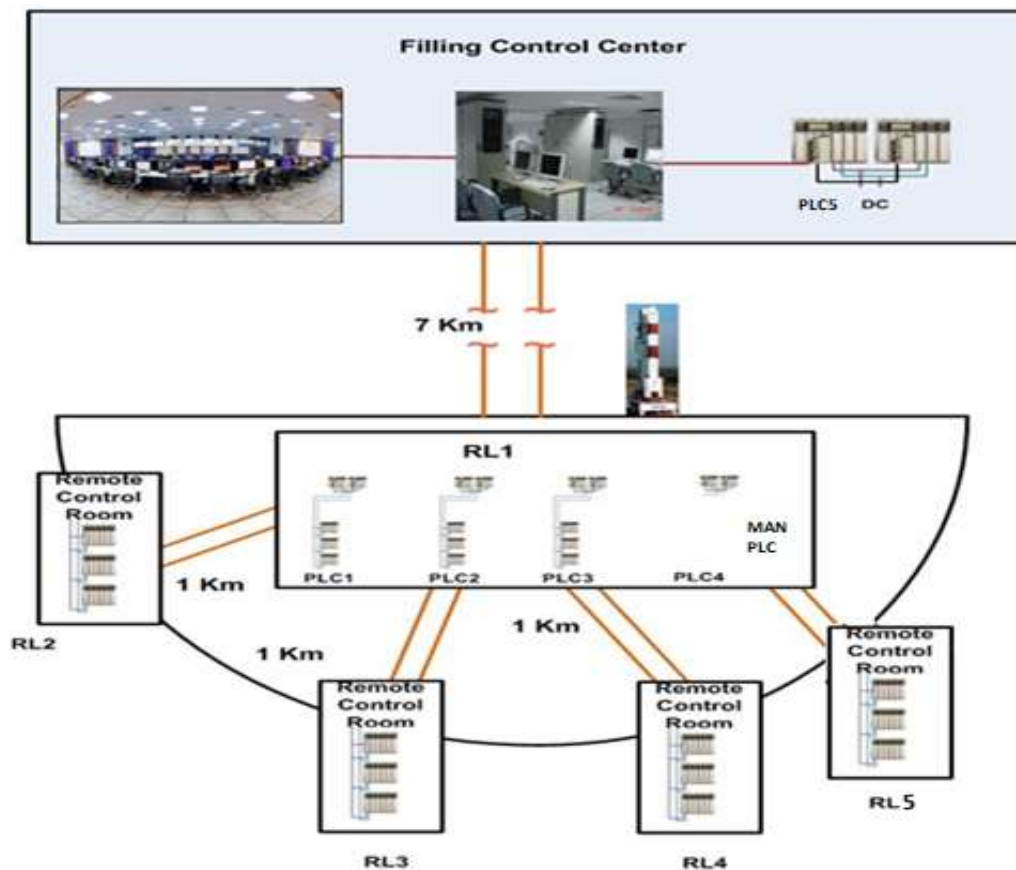 Filling Control Center
PLC5 DC
7 Km
RL1
Remote
Control
Room
MAN
PLC
PLC1 PLC2 PLC3 PLC4
1 Km
RL2
1 Km
1 Km
Remote
Control
Room
Remote
Control
Room
Remote
Control
Room
RL5
RL3
RL4